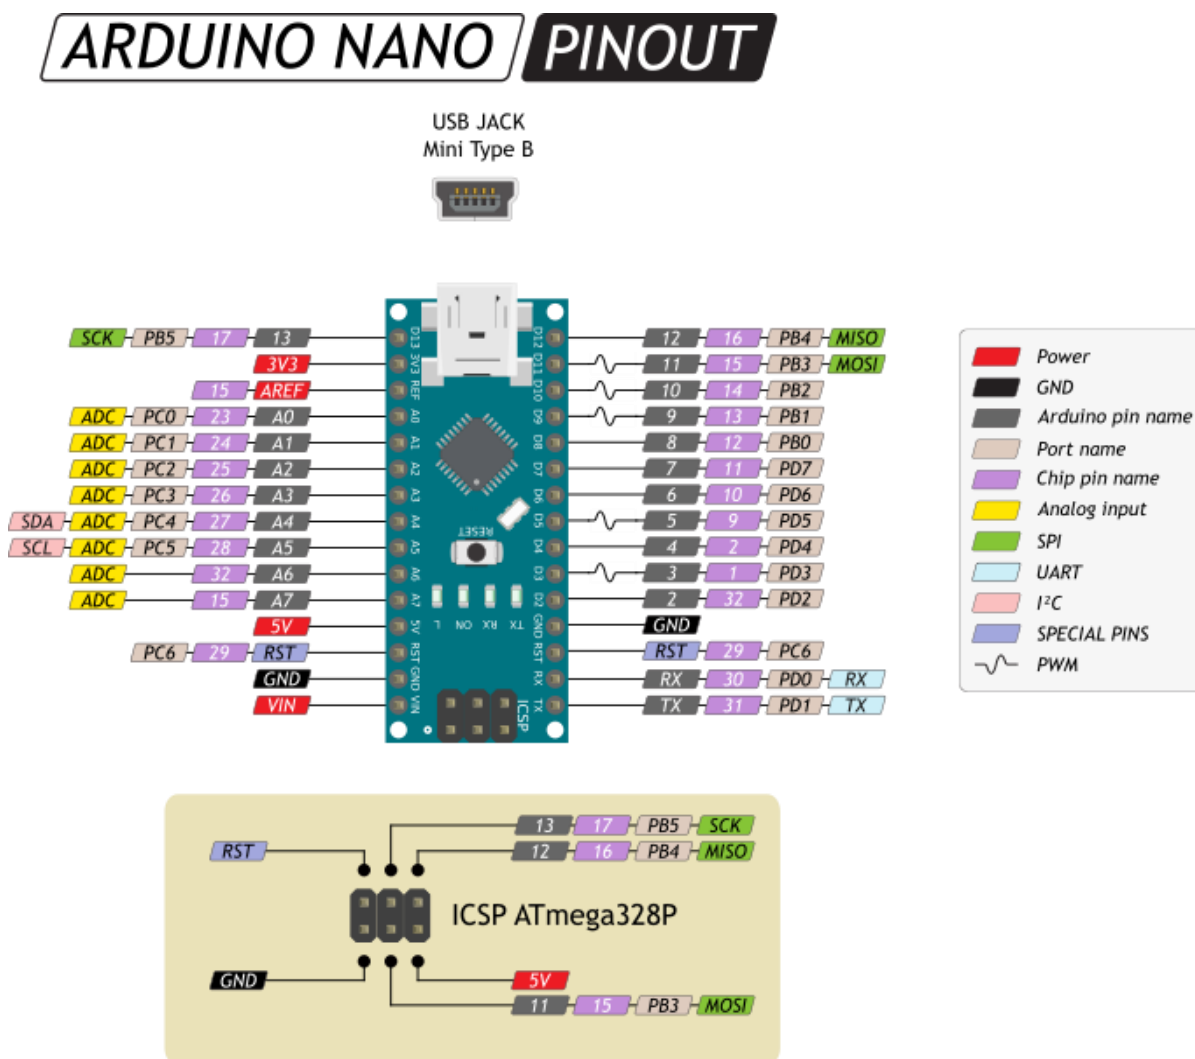 ARDUINO NANO PINOUT
USB JACK
Mini Type B
SCK PB5 17 13 D13 D12 12 16 PB4 MISO
3V3 3V3 D11 11 15 PB3 MOSI
15 AREF REF D10 10 14 PB2
ADC PC0 23 A0 A0 D9 9 13 PB1
ADC PC1 24 A1 A1 D8 8 12 PB0
ADC PC2 25 A2 A2 D7 7 11 PD7
ADC PC3 26 A3 A3 D6 6 10 PD6
SDA ADC PC4 27 A4 A4 D5 5 9 PD5
RESET
SCL ADC PC5 28 A5 A5 D4 4 2 PD4
ADC 32 A6 A6 D3 3 1 PD3
ADC 15 A7 A7 D2 2 32 PD2
L ON RX TX
5V 5V GND GND
PC6 29 RST RST RST RST 29 PC6
GND GND RX RX 30 PD0 RX
VIN VIN TX TX 31 PD1 TX
ICSP
Power
GND
Arduino pin name
Port name
Chip pin name
Analog input
SPI
UART
I²C
SPECIAL PINS
PWM
13 17 PB5 SCK
RST 12 16 PB4 MISO
ICSP ATmega328P
GND 5V
11 15 PB3 MOSI